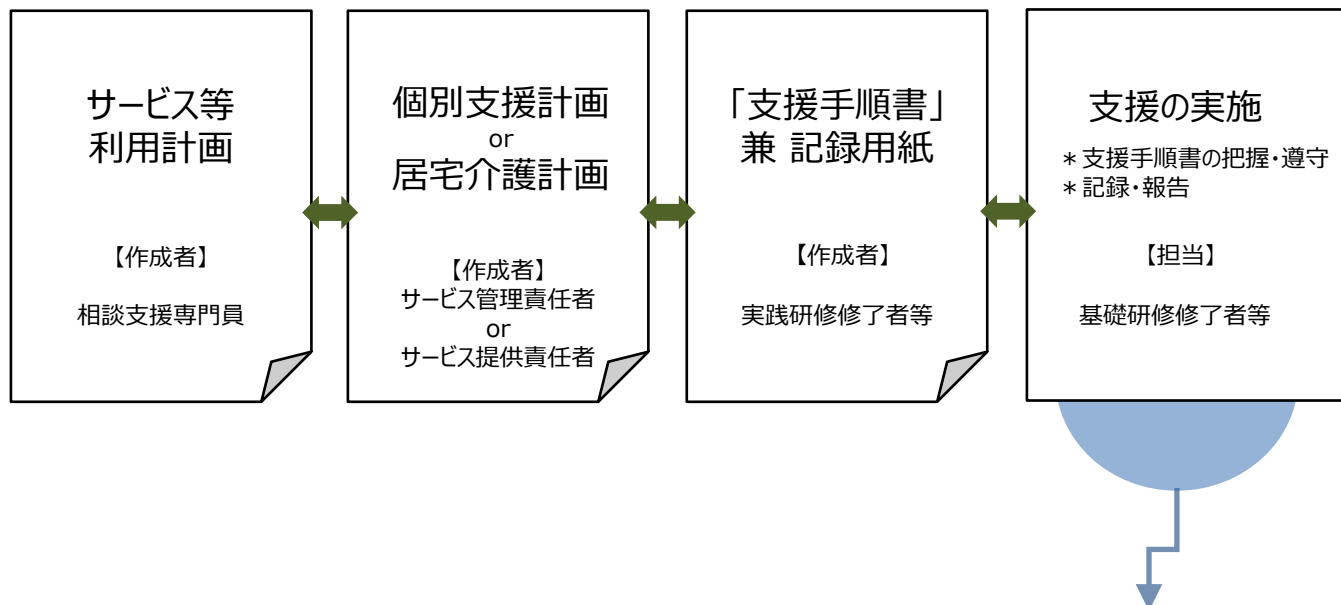 サービス等
利用計画
【作成者】
相談支援専門員
個別支援計画
or
居宅介護計画
【作成者】
サービス管理責任者
or
サービス提供責任者
「支援手順書」
兼 記録用紙
【作成者】
実践研修修了者等
支援の実施
＊支援手順書の把握・遵守
＊記録・報告
【担当】
基礎研修修了者等